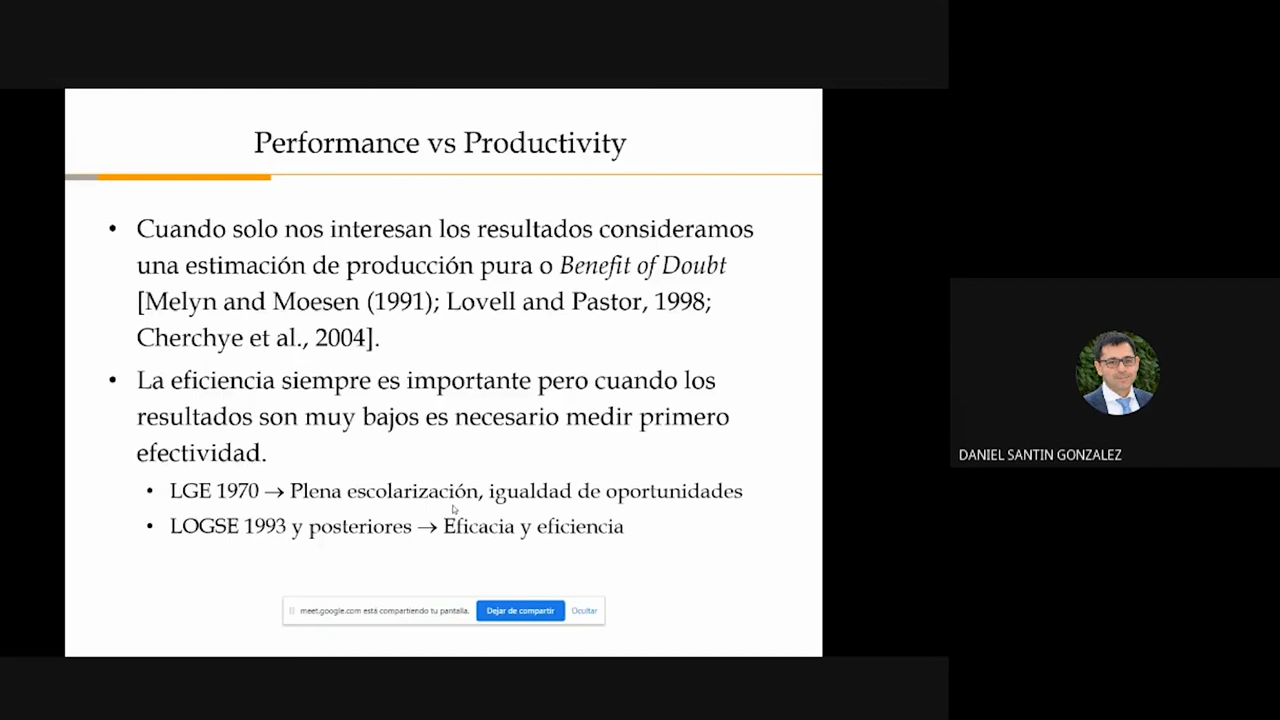 Performance vs Productivity
• Cuando solo nos interesan los resultados consideramos
una estimación de producción pura o Benefit of Doubt
[Melyn and Moesen (1991); Lovell and Pastor, 1998;
Cherchye et al., 2004].
• La eficiencia siempre es importante pero cuando los
resultados son muy bajos es necesario medir primero
efectividad.
• LGE 1970 → Plena escolarización, igualdad de oportunidades
• LOGSE 1993 y posteriores → Eficacia y eficiencia
meet.google.com está compartiendo tu pantalla. Dejar de compartir Ocultar
DANIEL SANTIN GONZALEZ